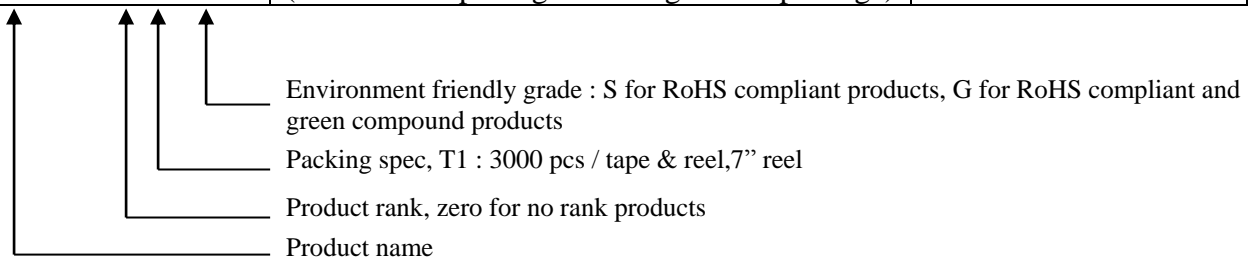 Environment friendly grade : S for RoHS compliant products, G for RoHS compliant and
green compound products
Packing spec, T1 : 3000 pcs / tape & reel,7” reel
Product rank, zero for no rank products
Product name